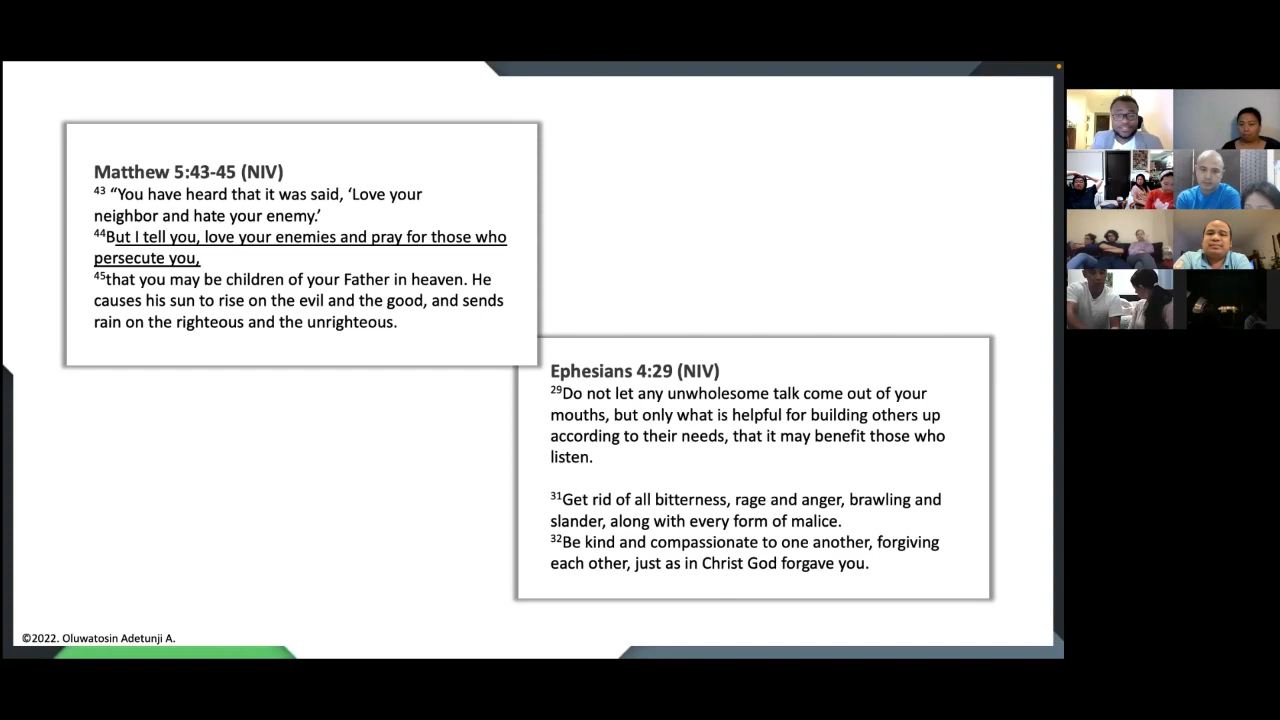 Matthew 5:43-45 (NIV)
43 “You have heard that it was said, ‘Love your
neighbor and hate your enemy.’
44But I tell you, love your enemies and pray for those who
persecute you,
45that you may be children of your Father in heaven. He
causes his sun to rise on the evil and the good, and sends
rain on the righteous and the unrighteous.
Ephesians 4:29 (NIV)
29Do not let any unwholesome talk come out of your
mouths, but only what is helpful for building others up
according to their needs, that it may benefit those who
listen.
31Get rid of all bitterness, rage and anger, brawling and
slander, along with every form of malice.
32Be kind and compassionate to one another, forgiving
each other, just as in Christ God forgave you.
©2022. Oluwatosin Adetunji A.